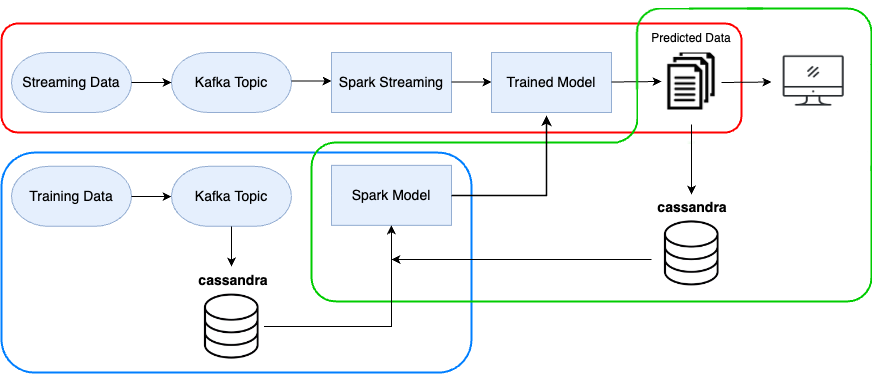 Predicted Data
Streaming Data
Kafka Topic
Spark Streaming
Trained Model
Training Data
Kafka Topic
Spark Model
cassandra
cassandra